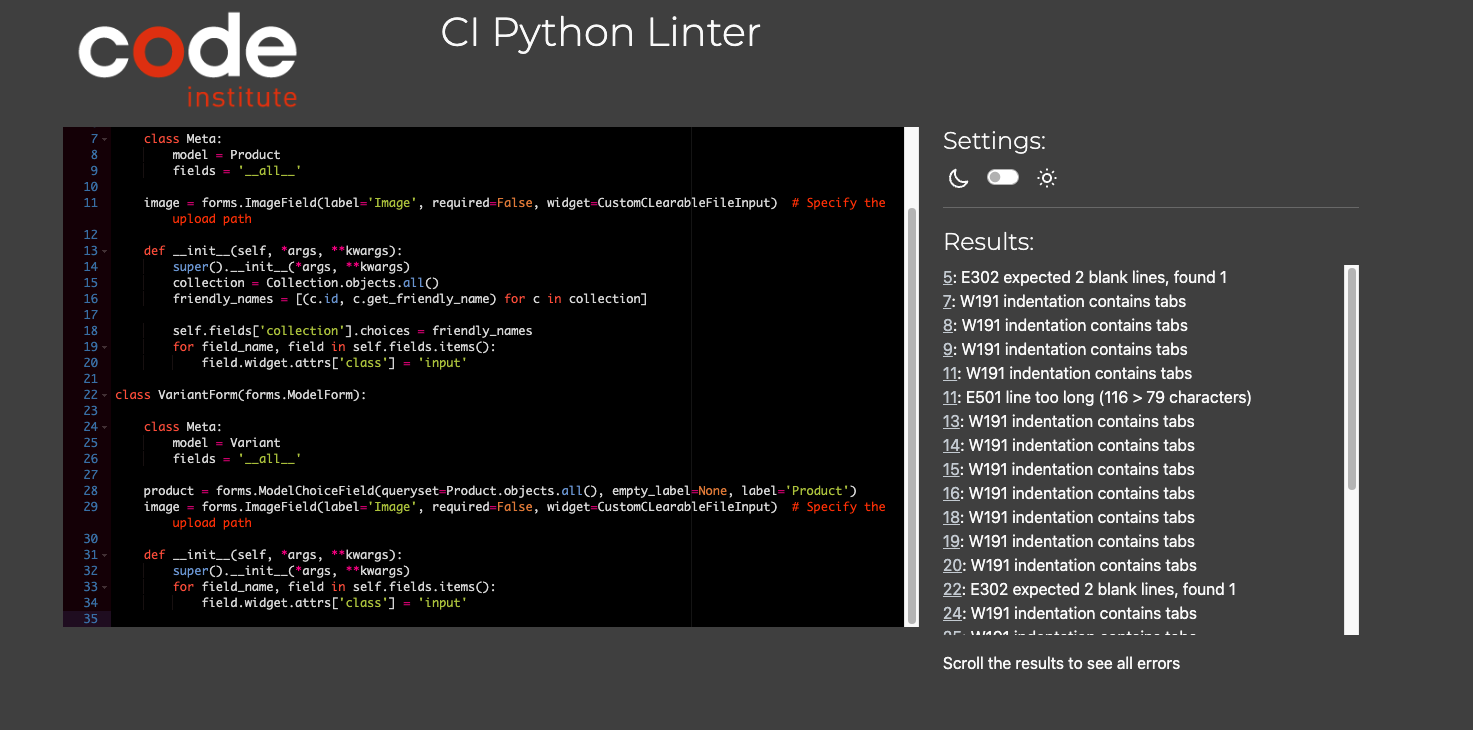 code
institute
CI Python Linter
7 class Meta:
8 model = Product
9 fields = '__all__'
10
11 image = forms.ImageField(label='Image', required=False, widget=CustomCLearableFileInput)  # Specify the
upload path
12
13 def __init__(self, *args, **kwargs):
14 super().__init__(*args, **kwargs)
15 collection = Collection.objects.all()
16 friendly_names = [(c.id, c.get_friendly_name) for c in collection]
17
18 self.fields['collection'].choices = friendly_names
19 for field_name, field in self.fields.items():
20 field.widget.attrs['class'] = 'input'
21
22 class VariantForm(forms.ModelForm):
23
24 class Meta:
25 model = Variant
26 fields = '__all__'
27
28 product = forms.ModelChoiceField(queryset=Product.objects.all(), empty_label=None, label='Product')
29 image = forms.ImageField(label='Image', required=False, widget=CustomCLearableFileInput)  # Specify the
upload path
30
31 def __init__(self, *args, **kwargs):
32 super().__init__(*args, **kwargs)
33 for field_name, field in self.fields.items():
34 field.widget.attrs['class'] = 'input'
35
Settings:
Results:
5: E302 expected 2 blank lines, found 1
7: W191 indentation contains tabs
8: W191 indentation contains tabs
9: W191 indentation contains tabs
11: W191 indentation contains tabs
11: E501 line too long (116 > 79 characters)
13: W191 indentation contains tabs
14: W191 indentation contains tabs
15: W191 indentation contains tabs
16: W191 indentation contains tabs
18: W191 indentation contains tabs
19: W191 indentation contains tabs
20: W191 indentation contains tabs
22: E302 expected 2 blank lines, found 1
24: W191 indentation contains tabs
25: W191 indentation contains tabs
Scroll the results to see all errors